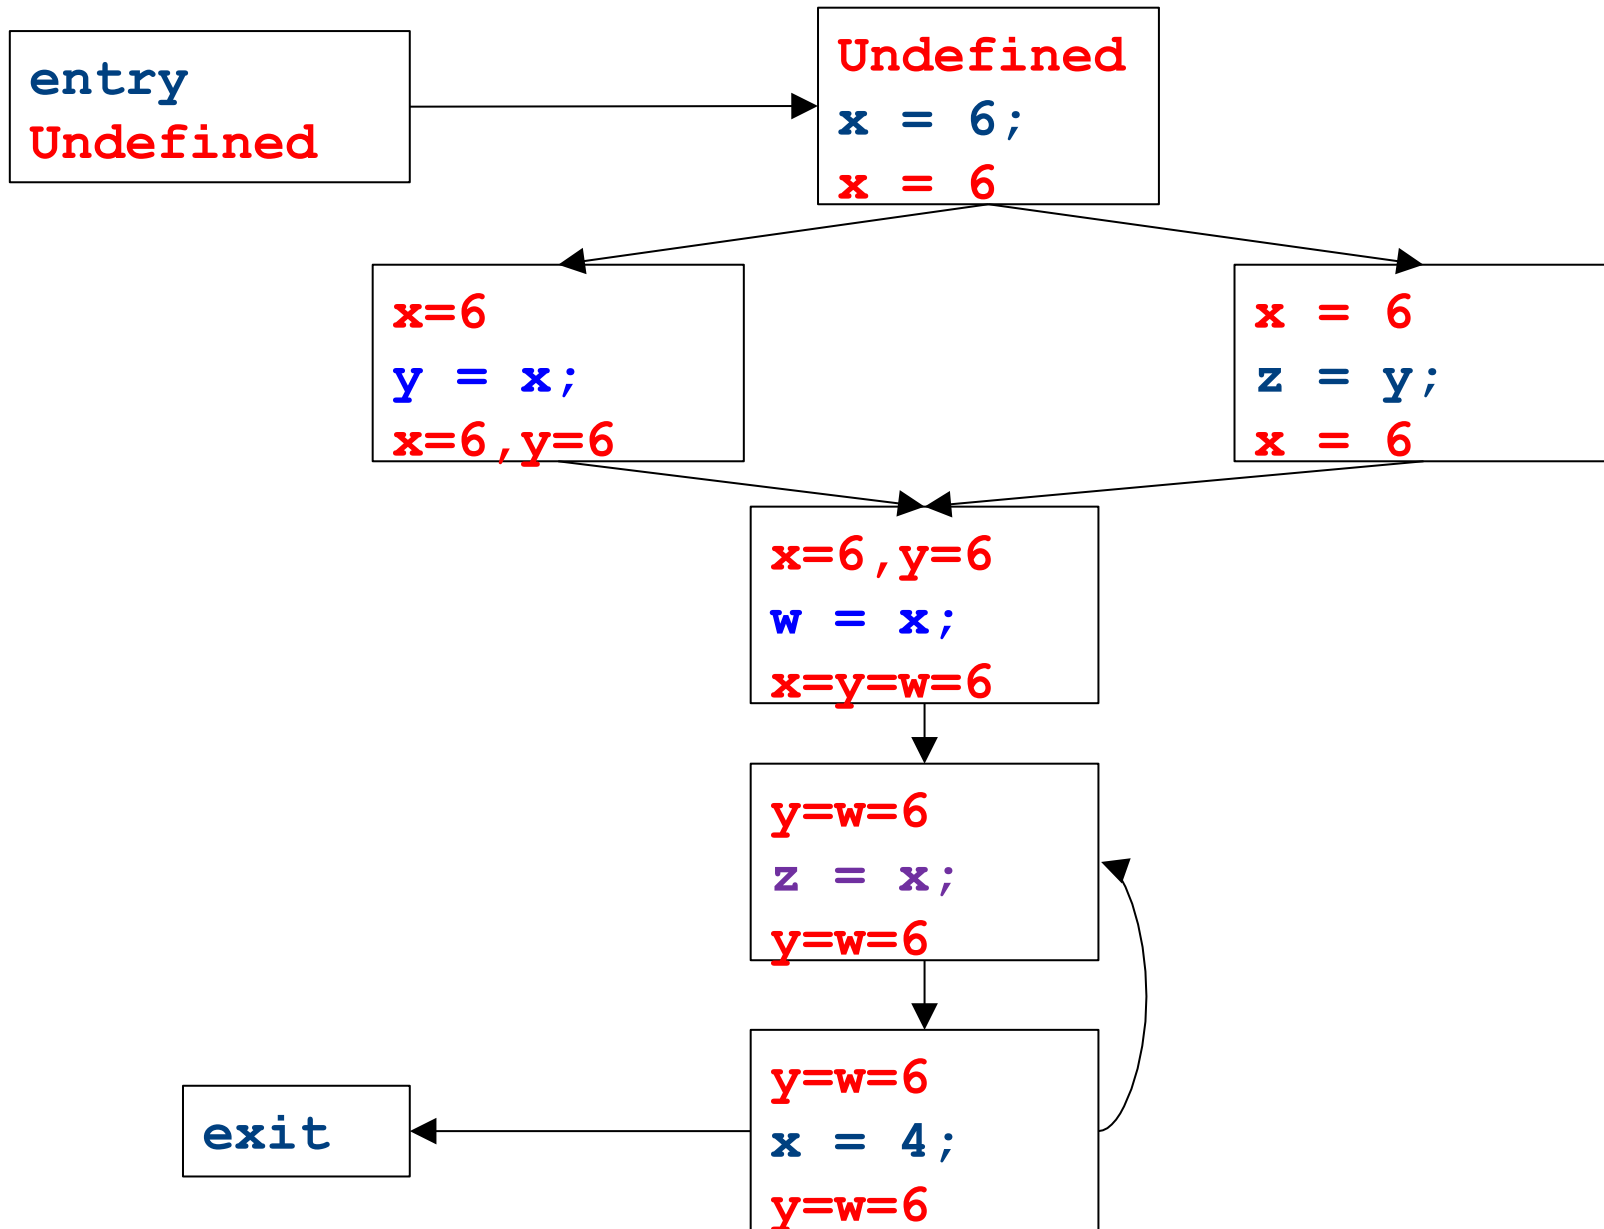 entry
Undefined
Undefined
x = 6;
x = 6
x=6
y = x;
x=6,y=6
x = 6
z = y;
x = 6
x=6,y=6
w = x;
x=y=w=6
y=w=6
z = x;
y=w=6
y=w=6
x = 4;
y=w=6
exit